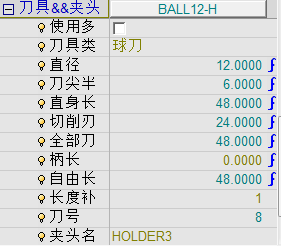 刀具&&夹头 BALL12-H
使用多
刀具类 球刀
直径 12.0000 f
刀尖半 6.0000 f
直身长 48.0000 f
切削刃 24.0000 f
全部刀 48.0000 f
柄长 0.0000 f
自由长 48.0000 f
长度补 1
刀号 8
夹头名 HOLDER3